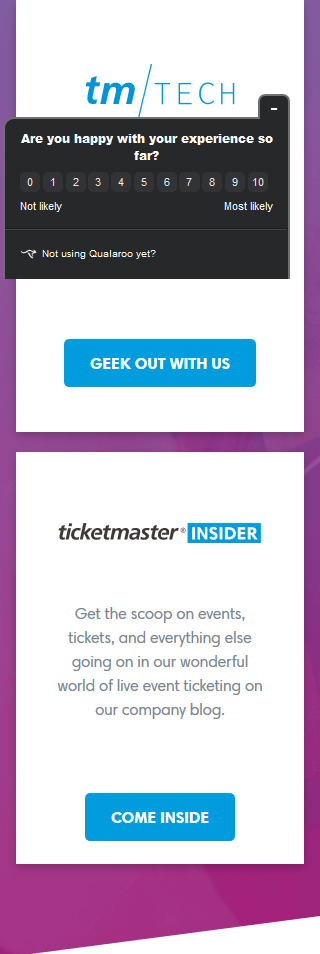 tm/TECH
–
Are you happy with your experience so
far?
0 1 2 3 4 5 6 7 8 9 10
Not likely Most likely
Not using Qualaroo yet?
GEEK OUT WITH US
ticketmaster® INSIDER
Get the scoop on events,
tickets, and everything else
going on in our wonderful
world of live event ticketing on
our company blog.
COME INSIDE